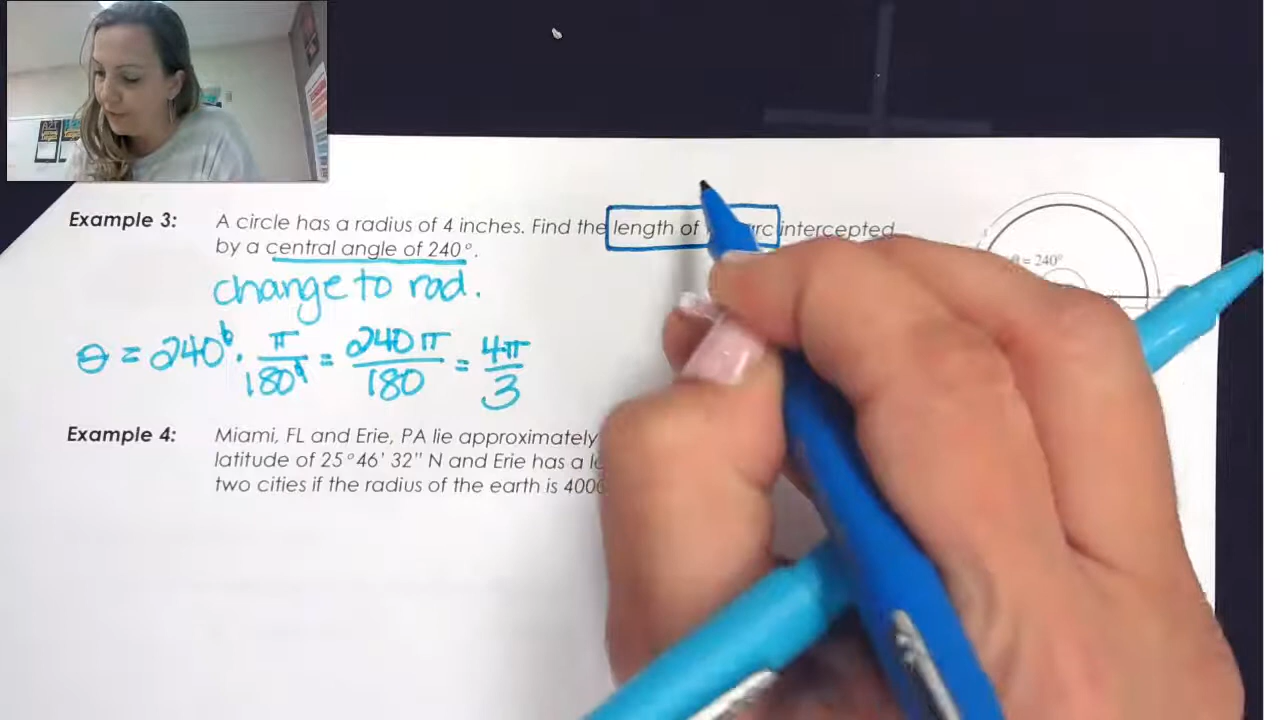 Example 3: A circle has a radius of 4 inches. Find the length of arc intercepted
by a central angle of 240°.
θ = 240°
change to rad.
θ = 240° · π/180° = 240π/180 = 4π/3
Example 4: Miami, FL and Erie, PA lie approximately
latitude of 25°46' 32" N and Erie has a
two cities if the radius of the earth is 4000